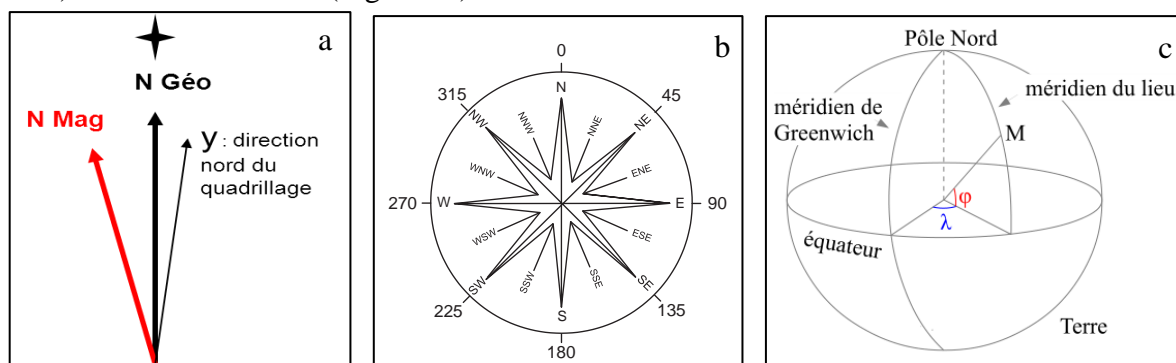 a
N Géo
N Mag
y : direction
nord du
quadrillage
b
0
45
90
135
180
225
270
315
N
NNE
NE
ENE
E
ESE
SE
SSE
S
SSW
SW
WSW
W
WNW
NW
NNW
c
Pôle Nord
méridien du lieu
méridien de
Greenwich
M
φ
λ
équateur
Terre